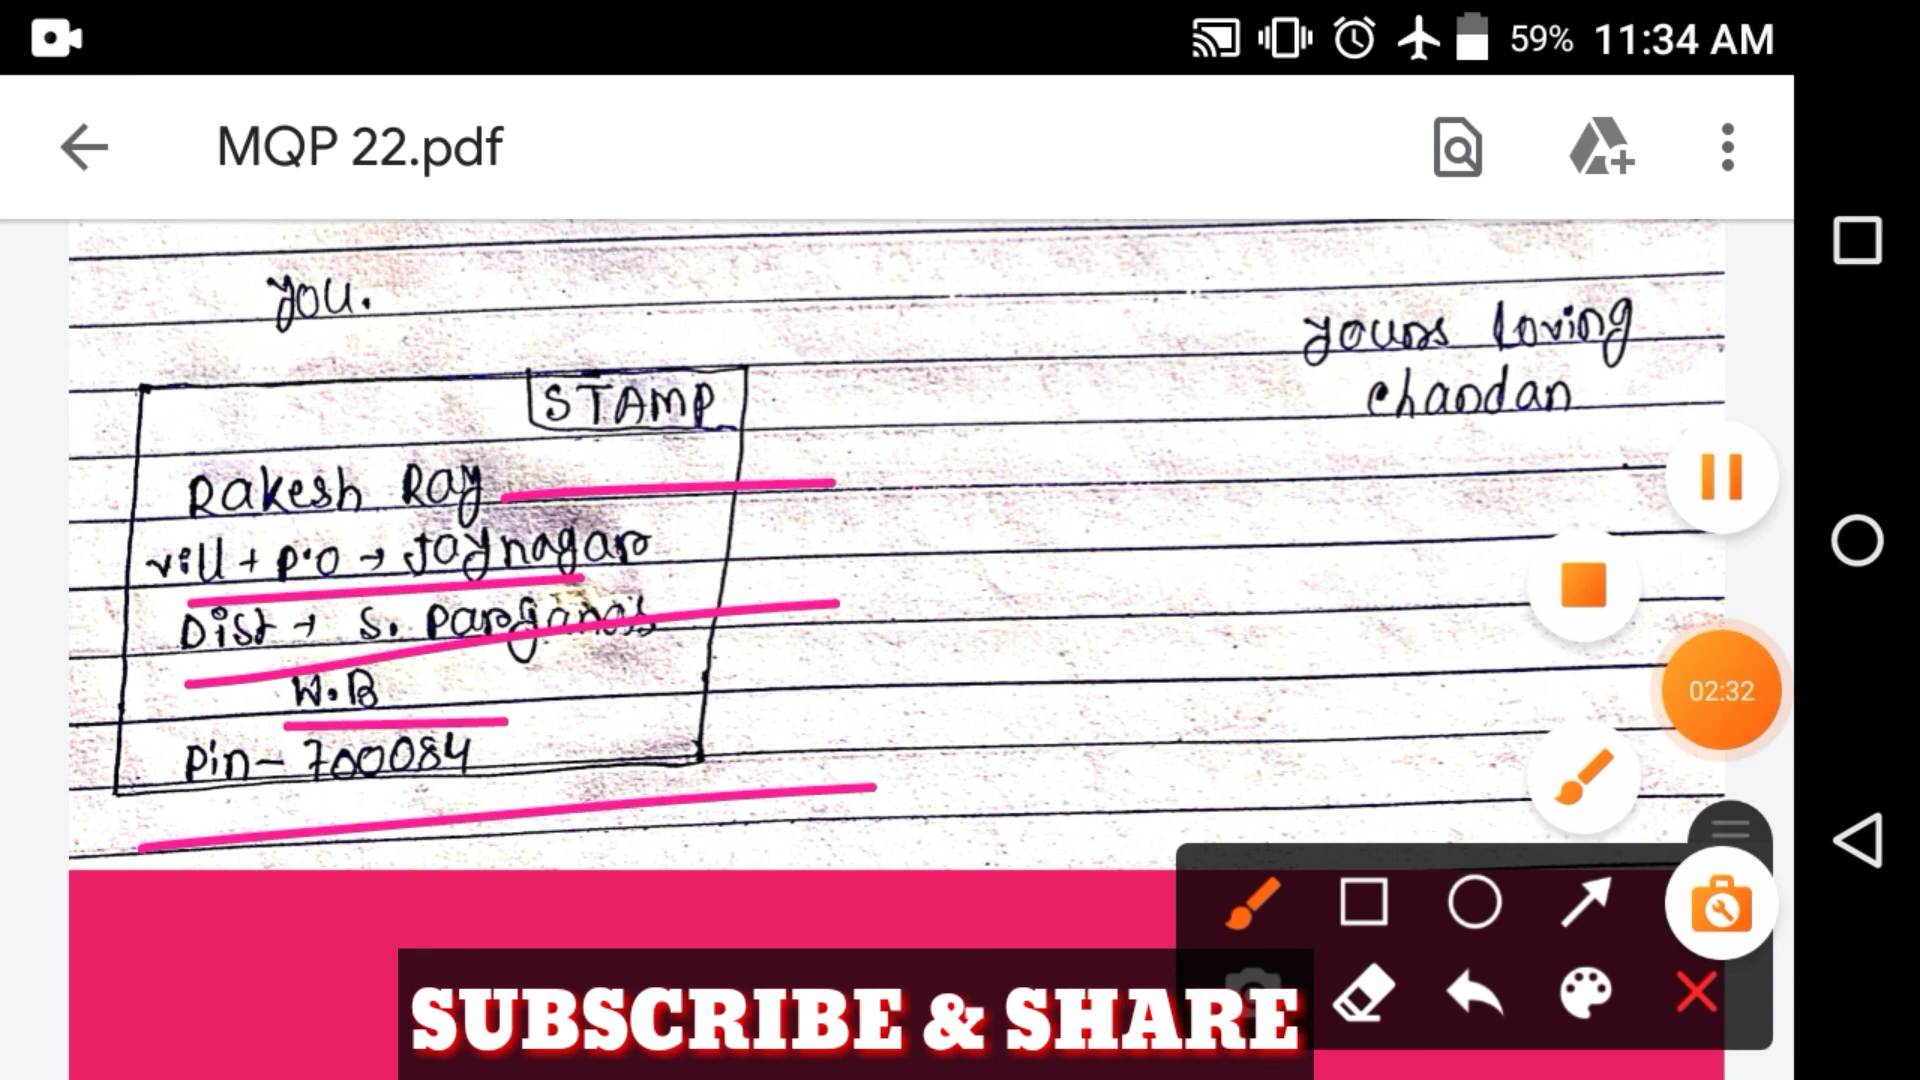 59% 11:34 AM
MQP 22.pdf
you.
yours loving
chandan
STAMP
Rakesh Ray
vill + p.o → Joynagar
Dist → S. parganas
W.B
Pin - 700084
02:32
SUBSCRIBE & SHARE